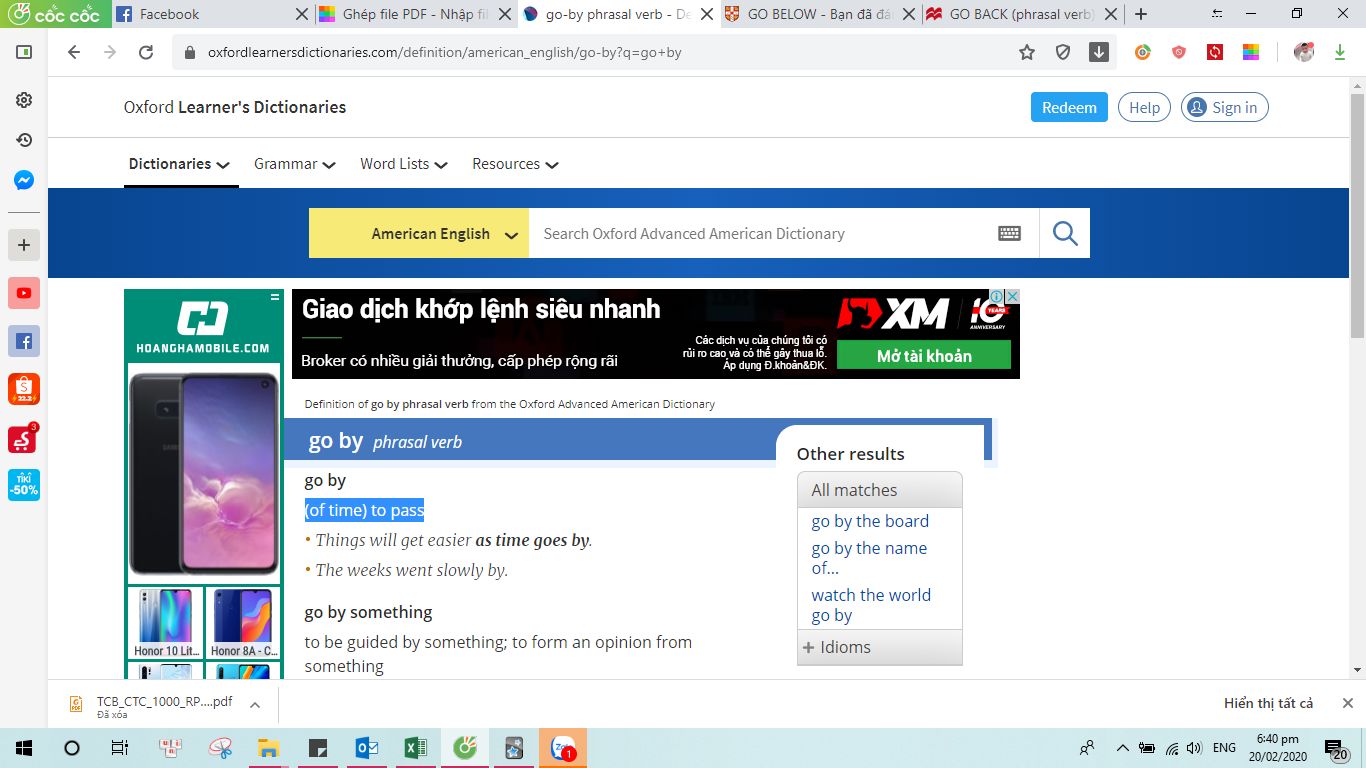 cốc cốc
Facebook
Ghép file PDF - Nhập fil
go-by phrasal verb - De
GO BELOW - Bạn đã đá
GO BACK (phrasal verb)
oxfordlearnersdictionaries.com/definition/american_english/go-by?q=go+by
Oxford Learner's Dictionaries
Redeem
Help
Sign in
Dictionaries
Grammar
Word Lists
Resources
American English
Search Oxford Advanced American Dictionary
HOANGHAMOBILE.COM
Giao dịch khớp lệnh siêu nhanh
Broker có nhiều giải thưởng, cấp phép rộng rãi
Các dịch vụ của chúng tôi có
rủi ro cao và có thể gây thua lỗ.
Áp dụng Đ.khoản&ĐK.
XM
10 YEARS
ANNIVERSARY
Mở tài khoản
Definition of go by phrasal verb from the Oxford Advanced American Dictionary
go by phrasal verb
go by
(of time) to pass
• Things will get easier as time goes by.
• The weeks went slowly by.
go by something
to be guided by something; to form an opinion from
something
Other results
All matches
go by the board
go by the name
of...
watch the world
go by
+ Idioms
Honor 10 Lit...
Honor 8A - C...
22.2
3
TIKI
-50%
TCB_CTC_1000_RP....pdf
Đã xóa
Hiển thị tất cả
1
ENG
6:40 pm
20/02/2020
20